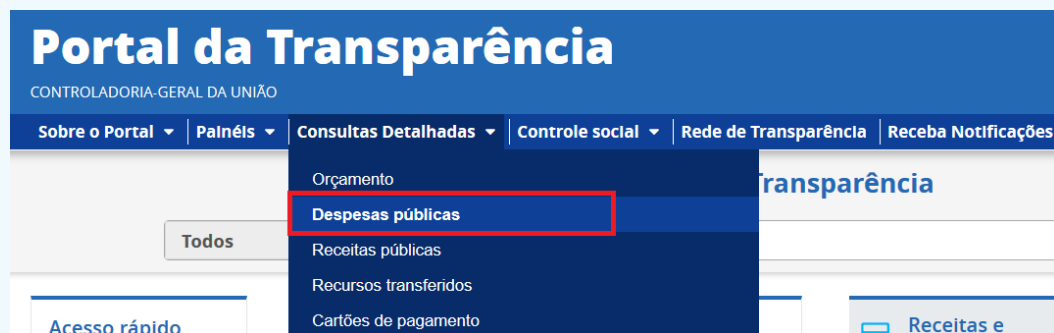 Portal da Transparência
CONTROLADORIA-GERAL DA UNIÃO
Sobre o Portal Painéis Consultas Detalhadas Controle social Rede de Transparência Receba Notificações
Orçamento
Transparência
Despesas públicas
Todos
Receitas públicas
Recursos transferidos
Cartões de pagamento
Acesso rápido
Receitas e